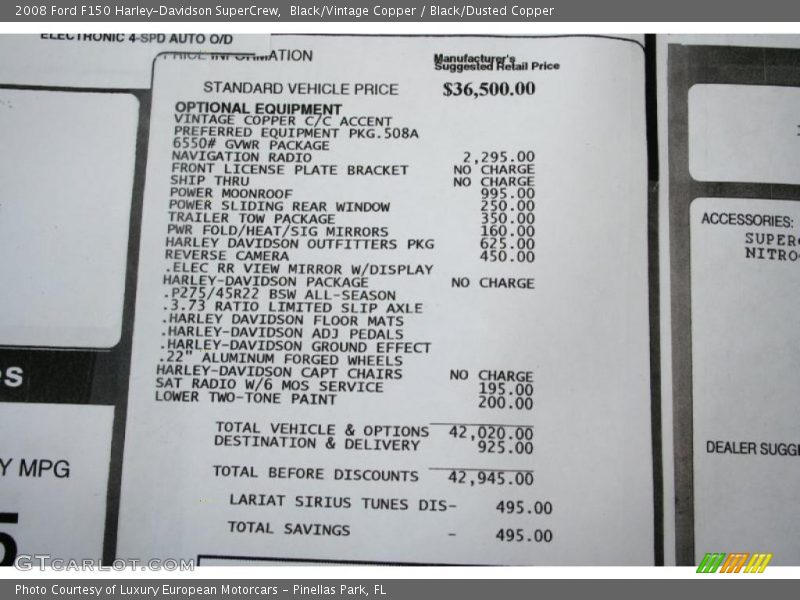 2008 Ford F150 Harley-Davidson SuperCrew, Black/Vintage Copper / Black/Dusted Copper
ELECTRONIC 4-SPD AUTO O/D
PRICE INFORMATION
Manufacturer's
Suggested Retail Price
STANDARD VEHICLE PRICE $36,500.00
OPTIONAL EQUIPMENT
VINTAGE COPPER C/C ACCENT
PREFERRED EQUIPMENT PKG.508A
6550# GVWR PACKAGE
NAVIGATION RADIO 2,295.00
FRONT LICENSE PLATE BRACKET NO CHARGE
SHIP THRU NO CHARGE
POWER MOONROOF 995.00
POWER SLIDING REAR WINDOW 250.00
TRAILER TOW PACKAGE 350.00
PWR FOLD/HEAT/SIG MIRRORS 160.00
HARLEY DAVIDSON OUTFITTERS PKG 625.00
REVERSE CAMERA 450.00
.ELEC RR VIEW MIRROR W/DISPLAY
HARLEY-DAVIDSON PACKAGE NO CHARGE
.P275/45R22 BSW ALL-SEASON
.3.73 RATIO LIMITED SLIP AXLE
.HARLEY DAVIDSON FLOOR MATS
.HARLEY-DAVIDSON ADJ PEDALS
.HARLEY-DAVIDSON GROUND EFFECT
.22" ALUMINUM FORGED WHEELS
HARLEY-DAVIDSON CAPT CHAIRS NO CHARGE
SAT RADIO W/6 MOS SERVICE 195.00
LOWER TWO-TONE PAINT 200.00
TOTAL VEHICLE & OPTIONS 42,020.00
DESTINATION & DELIVERY 925.00
TOTAL BEFORE DISCOUNTS 42,945.00
LARIAT SIRIUS TUNES DIS- 495.00
TOTAL SAVINGS - 495.00
PS
Y MPG
5
ACCESSORIES:
SUPER
NITRO
DEALER SUGG
GTcarlot.com
Photo Courtesy of Luxury European Motorcars - Pinellas Park, FL